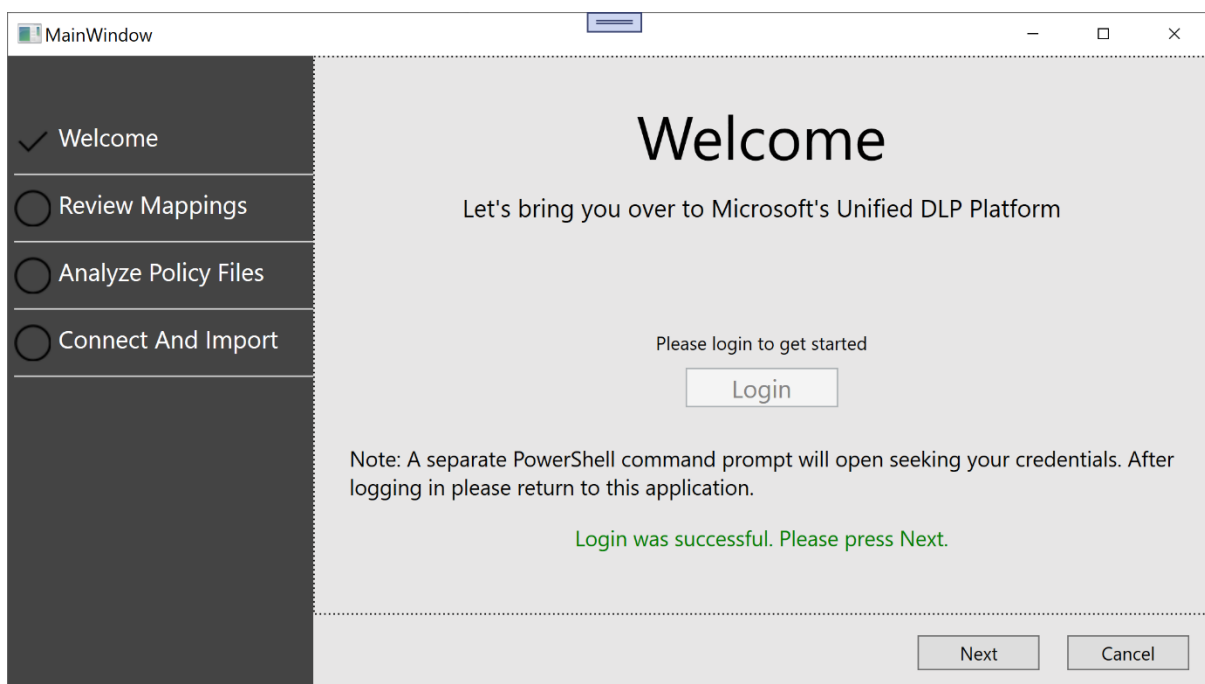 MainWindow
Welcome
Review Mappings
Analyze Policy Files
Connect And Import
Welcome
Let's bring you over to Microsoft's Unified DLP Platform
Please login to get started
Login
Note: A separate PowerShell command prompt will open seeking your credentials. After
logging in please return to this application.
Login was successful. Please press Next.
Next
Cancel